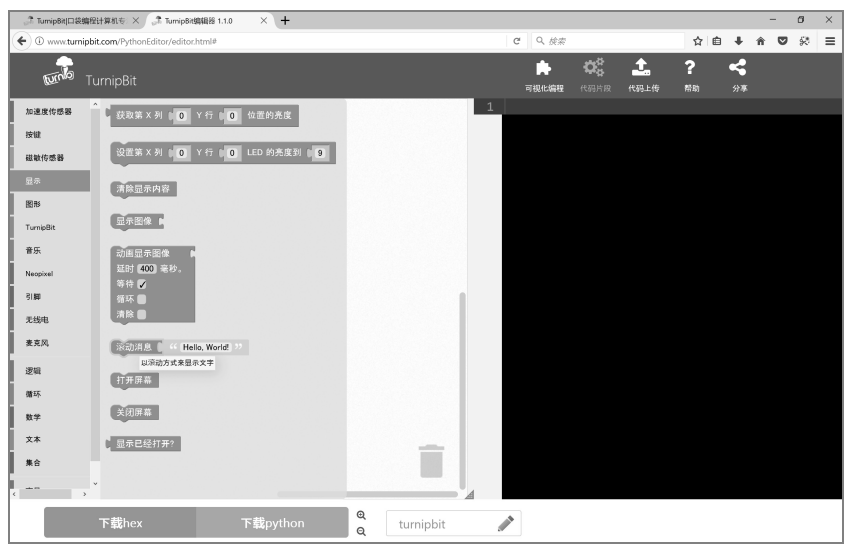 TurnipBit|口袋编程计算机专 × TurnipBit编辑器 1.1.0 × +
www.turnipbit.com/PythonEditor/editor.html# 搜索
turnip TurnipBit
可视化编程 代码片段 代码上传 帮助 分享
加速度传感器
按键
磁敏传感器
显示
图形
TurnipBit
音乐
Neopixel
引脚
无线电
麦克风
逻辑
循环
数学
文本
集合
获取第 X 列 0 Y 行 0 位置的亮度
设置第 X 列 0 Y 行 0 LED 的亮度到 9
清除显示内容
显示图像
动画显示图像
延时 400 毫秒。
等待 ✓
循环
清除
滚动消息 “ Hello, World! ”
以滚动方式来显示文字
打开屏幕
关闭屏幕
显示已经打开?
1
下载hex 下载python turnipbit